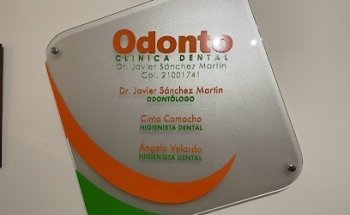 Odonto
CLINICA DENTAL
Dr. Javier Sánchez Martín
Col. 21001741
Dr. Javier Sánchez Martín
ODONTÓLOGO
Cinta Camacho
HIGIENISTA DENTAL
Ángela Velardo
HIGIENISTA DENTAL